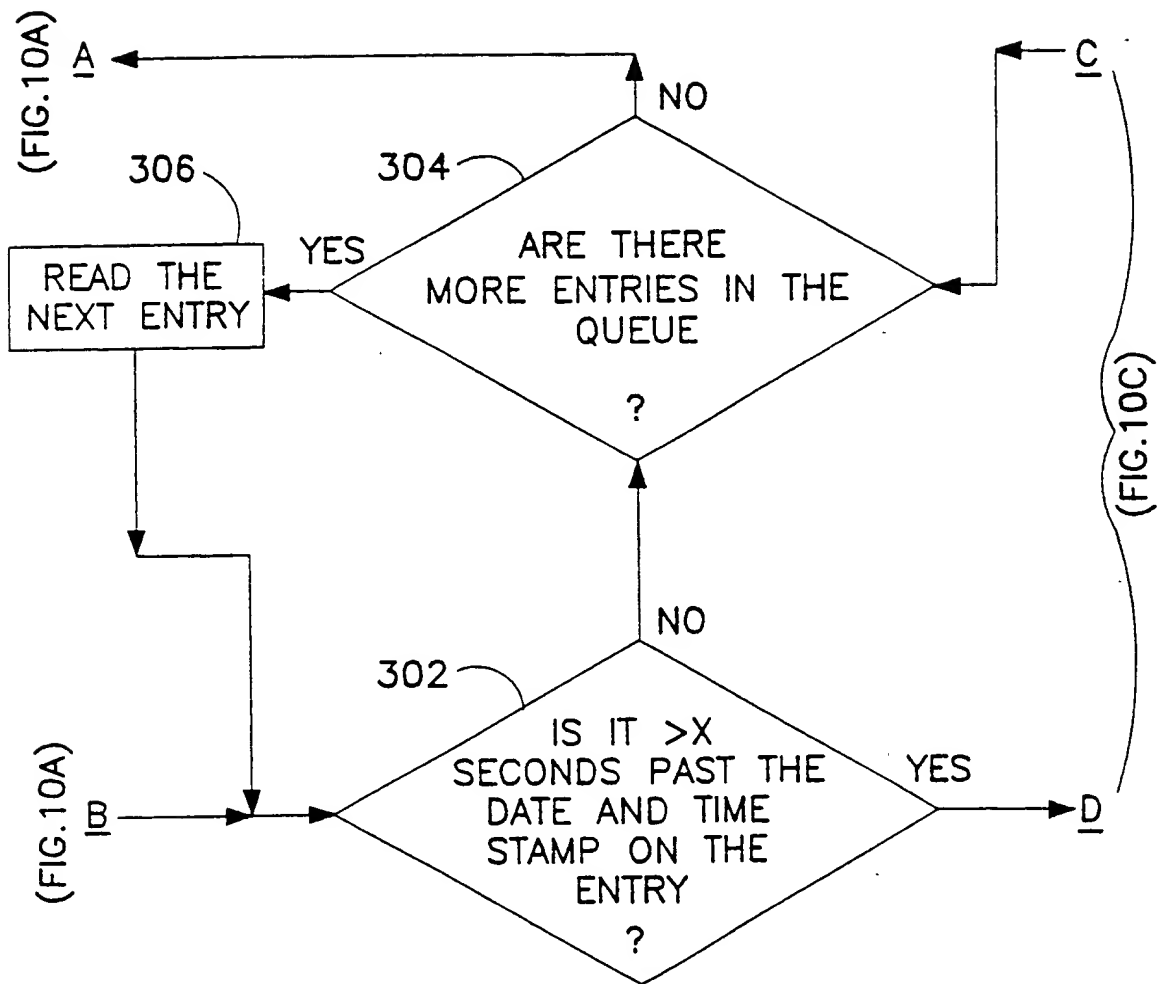 (FIG.10A)
A
C
NO
304
306
YES
ARE THERE
MORE ENTRIES IN THE
QUEUE
?
READ THE
NEXT ENTRY
(FIG.10C)
NO
302
IS IT >X
SECONDS PAST THE
DATE AND TIME
STAMP ON THE
ENTRY
?
YES
(FIG.10A)
B
D